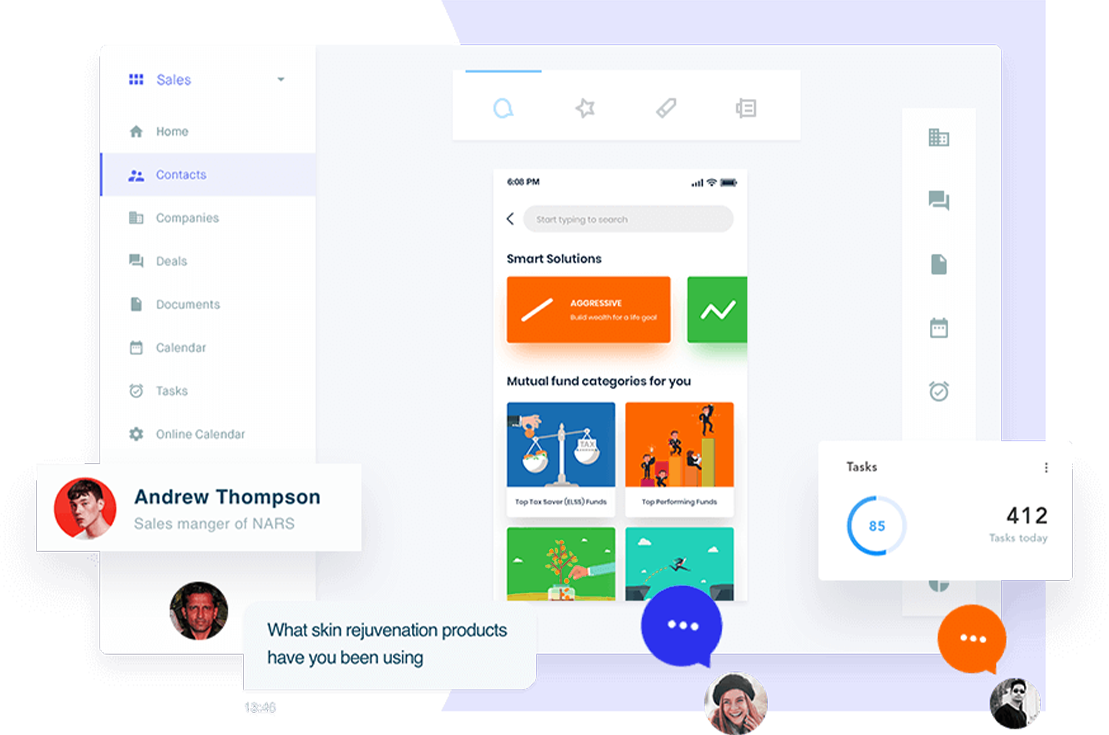 Sales
Home
Contacts
Companies
Deals
Documents
Calendar
Tasks
Online Calendar
Andrew Thompson
Sales manger of NARS
What skin rejuvenation products
have you been using
13:46
6:08 PM
Start typing to search
Smart Solutions
AGGRESSIVE
Build wealth for a life goal
Mutual fund categories for you
TAX
Top Tax Saver (ELSS) Funds
Top Performing Funds
Tasks
85
412
Tasks today